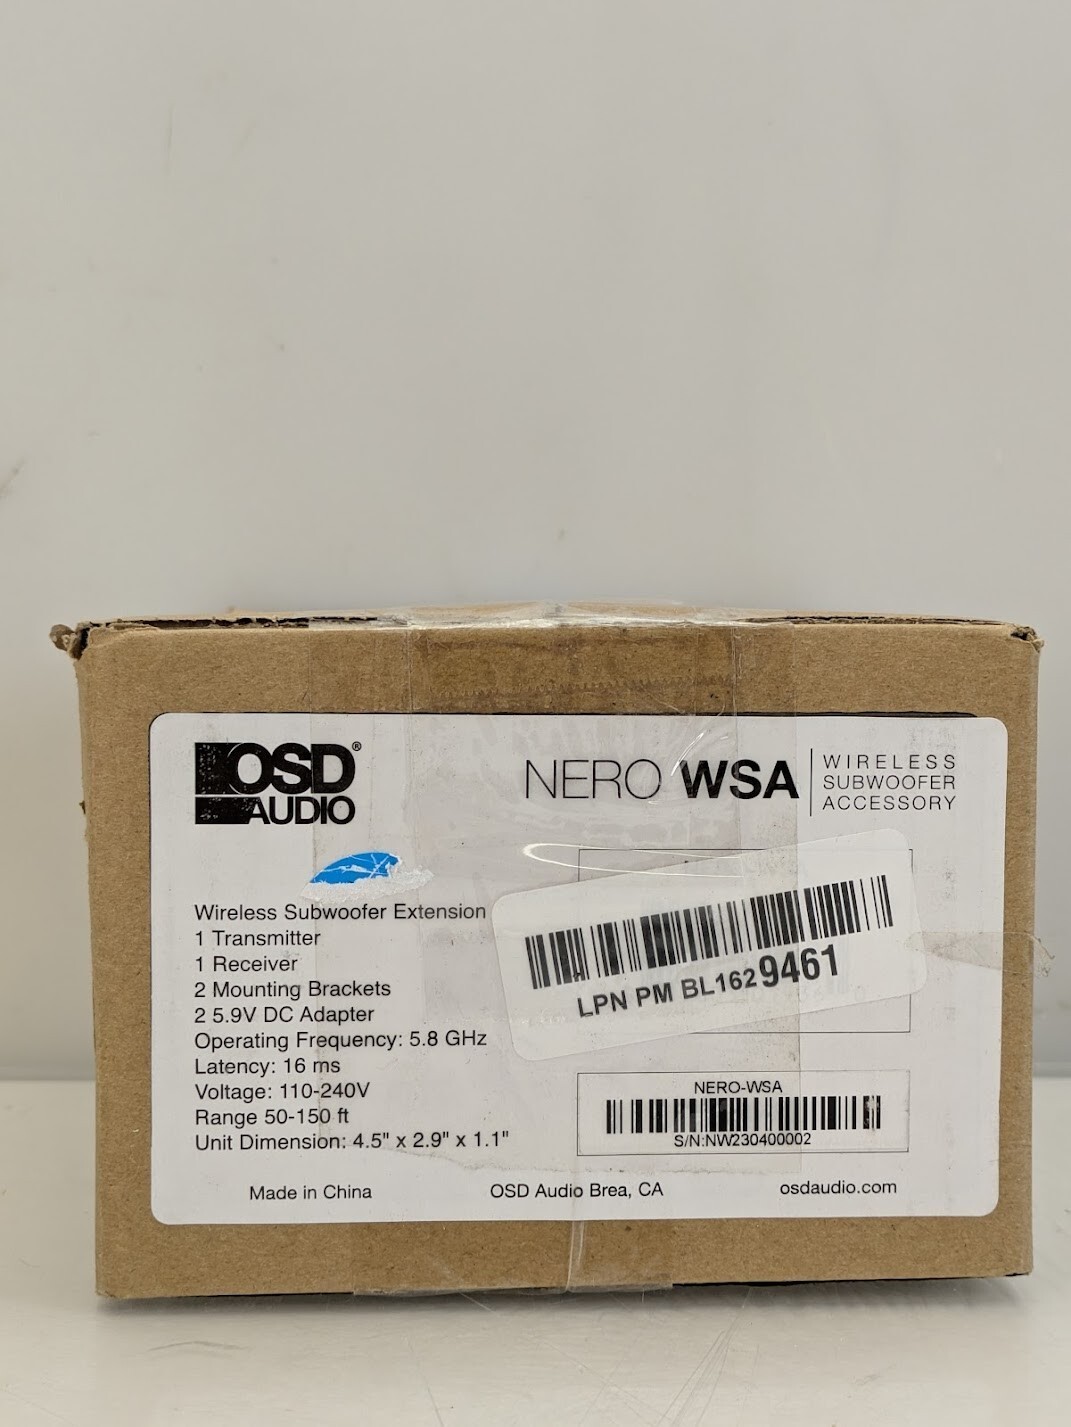 OSD®
AUDIO
NERO WSA
WIRELESS
SUBWOOFER
ACCESSORY
Wireless Subwoofer Extension
1 Transmitter
1 Receiver
2 Mounting Brackets
2 5.9V DC Adapter
Operating Frequency: 5.8 GHz
Latency: 16 ms
Voltage: 110-240V
Range 50-150 ft
Unit Dimension: 4.5" x 2.9" x 1.1"
LPN PM BL1629461
NERO-WSA
S/N:NW230400002
Made in China
OSD Audio Brea, CA
osdaudio.com